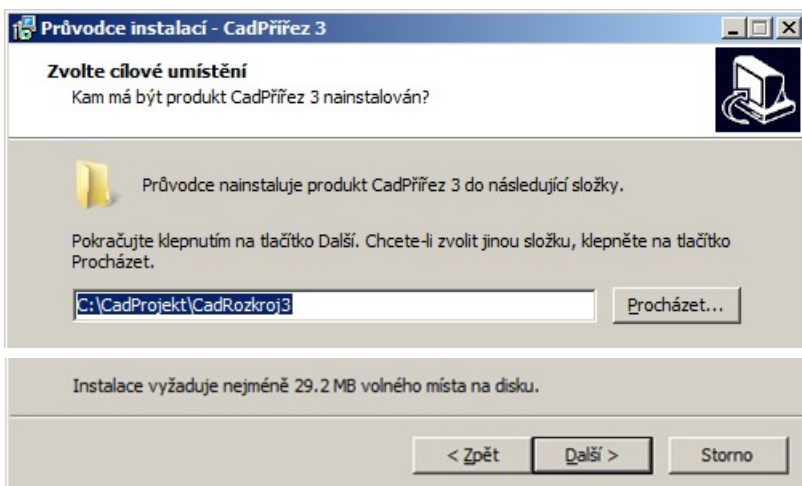 Průvodce instalací - CadPřířez 3
Zvolte cílové umístění
Kam má být produkt CadPřířez 3 nainstalován?
Průvodce nainstaluje produkt CadPřířez 3 do následující složky.
Pokračujte klepnutím na tlačítko Další. Chcete-li zvolit jinou složku, klepněte na tlačítko
Procházet.
C:\CadProjekt\CadRozkroj3
Procházet...
Instalace vyžaduje nejméně 29.2 MB volného místa na disku.
< Zpět
Další >
Storno